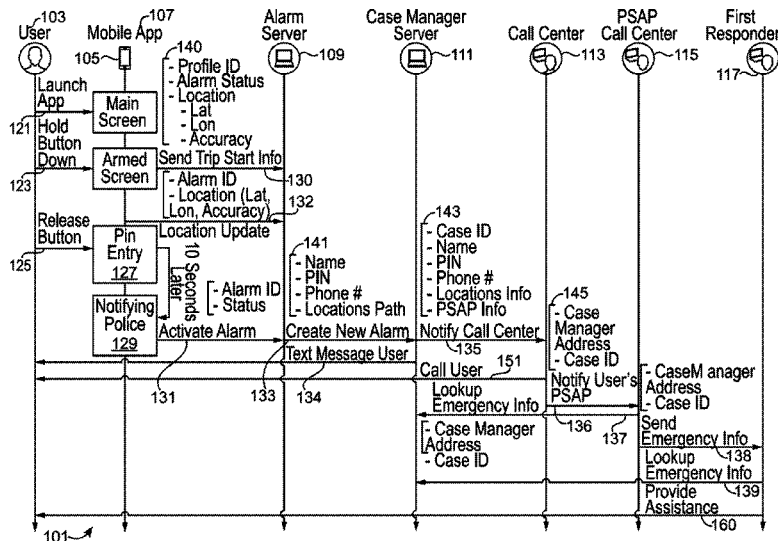 103
107
User
Mobile App
105
Alarm
Server
109
Case Manager
Server
111
Call Center
113
PSAP
Call Center
115
First
Responder
117
140
- Profile ID
- Alarm Status
- Location
- Lat
- Lon
- Accuracy
Launch
App
121
Main
Screen
Hold
Button
Down
123
Armed
Screen
Send Trip Start Info
130
- Alarm ID
- Location (Lat,
Lon, Accuracy)
132
Location Update
Release
Button
125
Pin
Entry
127
10 Seconds
Later
Notifying
Police
129
- Alarm ID
- Status
141
- Name
- PIN
- Phone #
- Locations Path
143
- Case ID
- Name
- PIN
- Phone #
- Locations Info
- PSAP Info
145
- Case
Manager
Address
- Case ID
Activate Alarm
131
Create New Alarm
133
Notify Call Center
135
Text Message User
134
Call User
151
Notify User's
PSAP
136
- CaseM anager
Address
- Case ID
Lookup
Emergency Info
137
- Case Manager
Address
- Case ID
Send
Emergency Info
138
Lookup
Emergency Info
139
Provide
Assistance
160
101